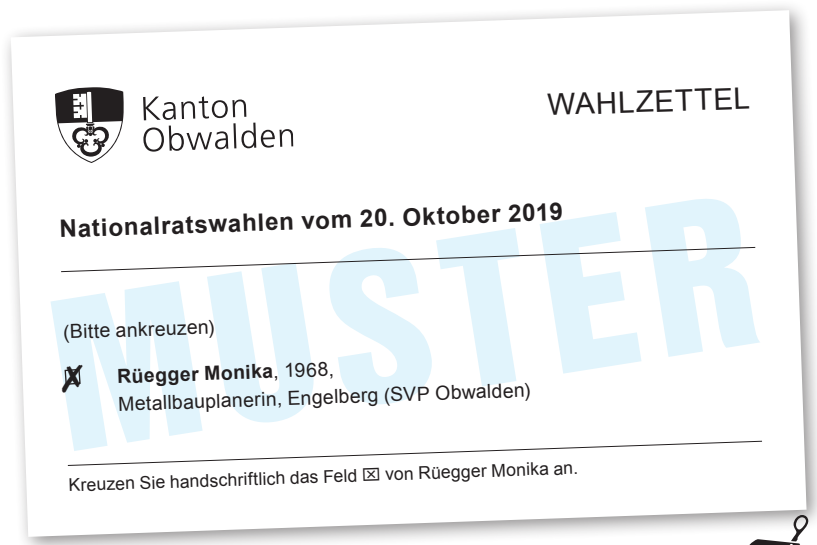 Kanton
Obwalden
WAHLZETTEL
Nationalratswahlen vom 20. Oktober 2019
MUSTER
(Bitte ankreuzen)
Rüegger Monika, 1968,
Metallbauplanerin, Engelberg (SVP Obwalden)
Kreuzen Sie handschriftlich das Feld ☒ von Rüegger Monika an.